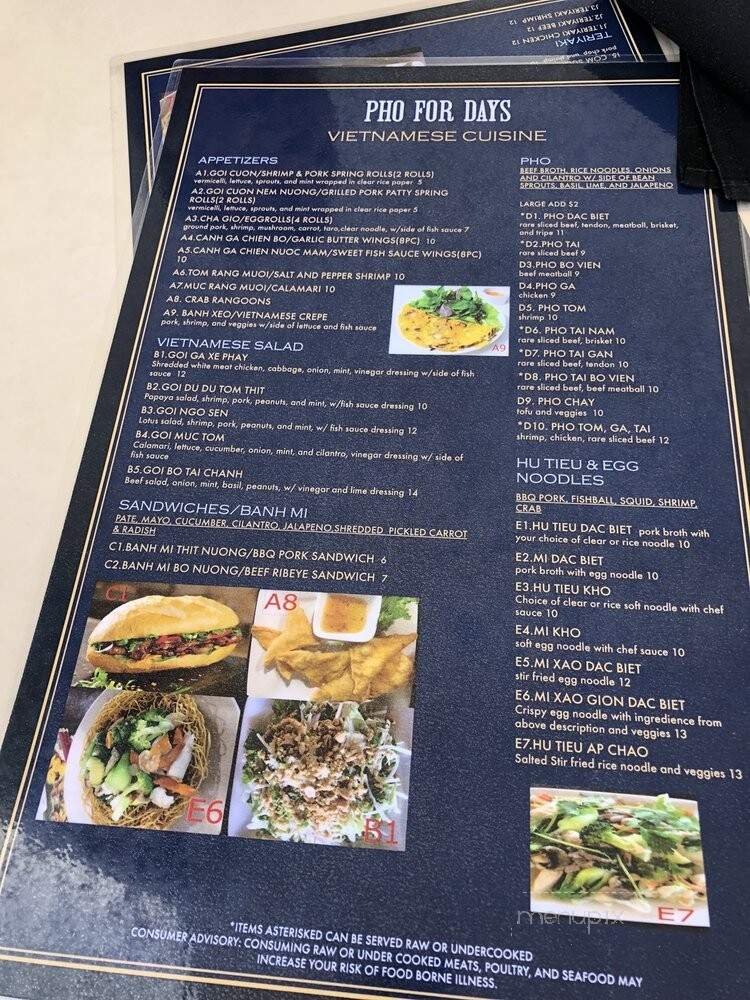 J3.TERIYAKI SHRIMP 12
J2.TERIYAKI BEEF 12
J1.TERIYAKI CHICKEN 12
TERIYAKI
PHO FOR DAYS
VIETNAMESE CUISINE
APPETIZERS
A1.GOI CUON/SHRIMP & PORK SPRING ROLLS(2 ROLLS)
vermicelli, lettuce, sprouts, and mint wrapped in clear rice paper 5
A2.GOI CUON NEM NUONG/GRILLED PORK PATTY SPRING
ROLLS(2 ROLLS)
vermicelli, lettuce, sprouts, and mint wrapped in clear rice paper 5
A3.CHA GIO/EGGROLLS(4 ROLLS)
ground pork, shrimp, mushroom, carrot, taro,clear noodle, w/side of fish sauce 7
A4.CANH GA CHIEN BO/GARLIC BUTTER WINGS(8PC) 10
A5.CANH GA CHIEN NUOC MAM/SWEET FISH SAUCE WINGS(8PC)
10
A6.TOM RANG MUOI/SALT AND PEPPER SHRIMP 10
A7.MUC RANG MUOI/CALAMARI 10
A8. CRAB RANGOONS
A9. BANH XEO/VIETNAMESE CREPE
pork, shrimp, and veggies w/side of lettuce and fish sauce
A9
VIETNAMESE SALAD
B1.GOI GA XE PHAY
Shredded white meat chicken, cabbage, onion, mint, vinegar dressing w/side of fish
sauce 12
B2.GOI DU DU TOM THIT
Papaya salad, shrimp, pork, peanuts, and mint, w/fish sauce dressing 10
B3.GOI NGO SEN
Lotus salad, shrimp, pork, peanuts, and mint, w/ fish sauce dressing 12
B4.GOI MUC TOM
Calamari, lettuce, cucumber, onion, mint, and cilantro, vinegar dressing w/ side of
fish sauce
B5.GOI BO TAI CHANH
Beef salad, onion, mint, basil, peanuts, w/ vinegar and lime dressing 14
SANDWICHES/BANH MI
PATE, MAYO, CUCUMBER, CILANTRO, JALAPENO,SHREDDED PICKLED CARROT
& RADISH
C1.BANH MI THIT NUONG/BBQ PORK SANDWICH 6
C2.BANH MI BO NUONG/BEEF RIBEYE SANDWICH 7
C1
A8
E6
B1
PHO
BEEF BROTH, RICE NOODLES, ONIONS
AND CILANTRO W/ SIDE OF BEAN
SPROUTS, BASIL, LIME, AND JALAPENO
LARGE ADD $2
*D1. PHO DAC BIET
rare sliced beef, tendon, meatball, brisket,
and tripe 11
*D2.PHO TAI
rare sliced beef 9
D3.PHO BO VIEN
beef meatball 9
D4.PHO GA
chicken 9
D5. PHO TOM
shrimp 10
*D6. PHO TAI NAM
rare sliced beef, brisket 10
*D7. PHO TAI GAN
rare sliced beef, tendon 10
*D8. PHO TAI BO VIEN
rare sliced beef, beef meatball 10
D9. PHO CHAY
tofu and veggies 10
*D10. PHO TOM, GA, TAI
shrimp, chicken, rare sliced beef 12
HU TIEU & EGG
NOODLES
BBQ PORK, FISHBALL, SQUID, SHRIMP,
CRAB
E1.HU TIEU DAC BIET pork broth with
your choice of clear or rice noodle 10
E2.MI DAC BIET
pork broth with egg noodle 10
E3.HU TIEU KHO
Choice of clear or rice soft noodle with chef
sauce 10
E4.MI KHO
soft egg noodle with chef sauce 10
E5.MI XAO DAC BIET
stir fried egg noodle 12
E6.MI XAO GION DAC BIET
Crispy egg noodle with ingredience from
above description and veggies 13
E7.HU TIEU AP CHAO
Salted Stir fried rice noodle and veggies 13
menupix
E7
*ITEMS ASTERISKED CAN BE SERVED RAW OR UNDERCOOKED
CONSUMER ADVISORY: CONSUMING RAW OR UNDER COOKED MEATS, POULTRY, AND SEAFOOD MAY
INCREASE YOUR RISK OF FOOD BORNE ILLNESS.